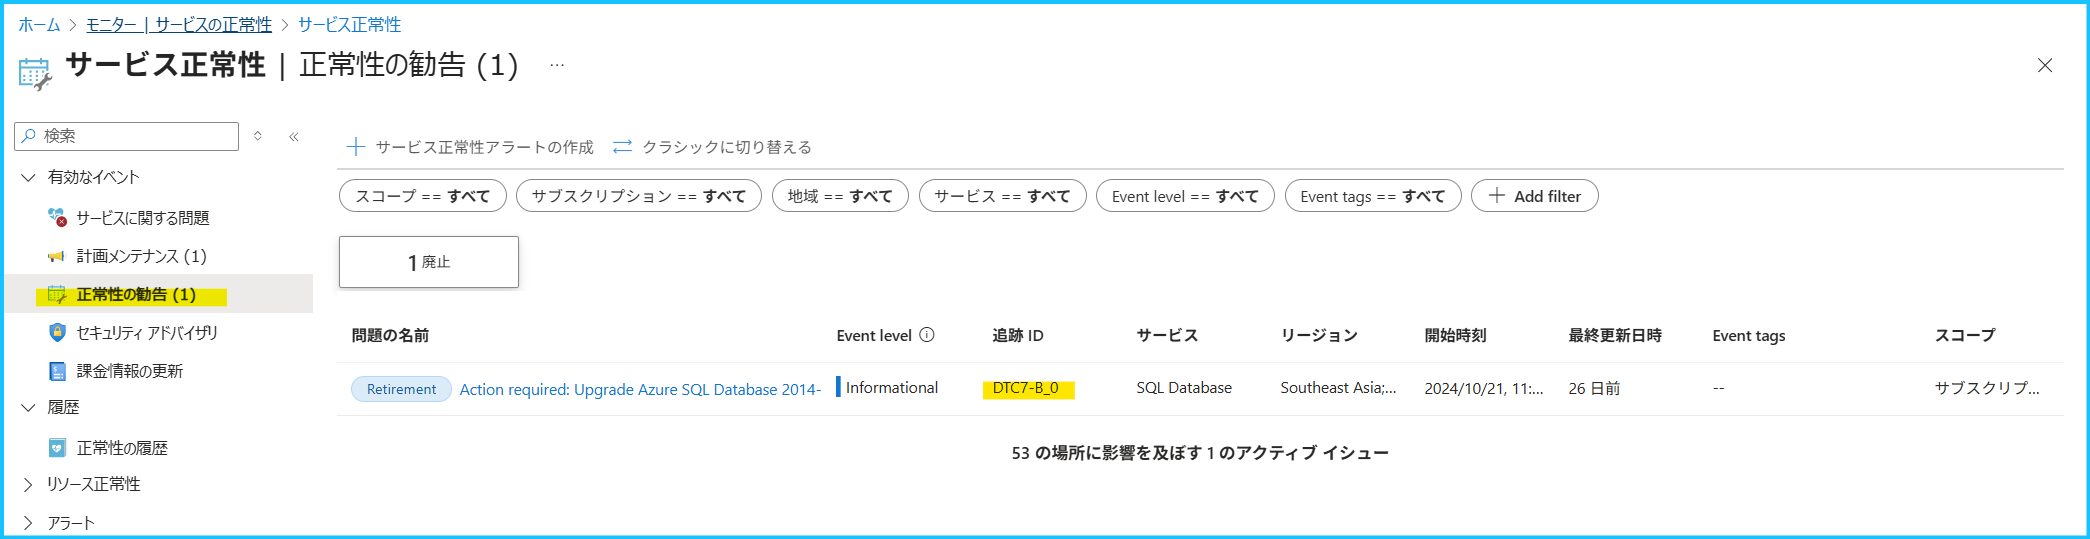 ホーム > モニター | サービスの正常性 > サービス正常性
サービス正常性 | 正常性の勧告 (1) ...
検索
有効なイベント
サービスに関する問題
計画メンテナンス (1)
正常性の勧告 (1)
セキュリティ アドバイザリ
課金情報の更新
履歴
正常性の履歴
リソース正常性
アラート
サービス正常性アラートの作成 クラシックに切り替える
スコープ == すべて サブスクリプション == すべて 地域 == すべて サービス == すべて Event level == すべて Event tags == すべて Add filter
1 廃止
問題の名前 Event level 追跡 ID サービス リージョン 開始時刻 最終更新日時 Event tags スコープ
Retirement Action required: Upgrade Azure SQL Database 2014- Informational DTC7-B_0 SQL Database Southeast Asia;... 2024/10/21, 11:... 26 日前 -- サブスクリプ...
53 の場所に影響を及ぼす 1 のアクティブ イシュー